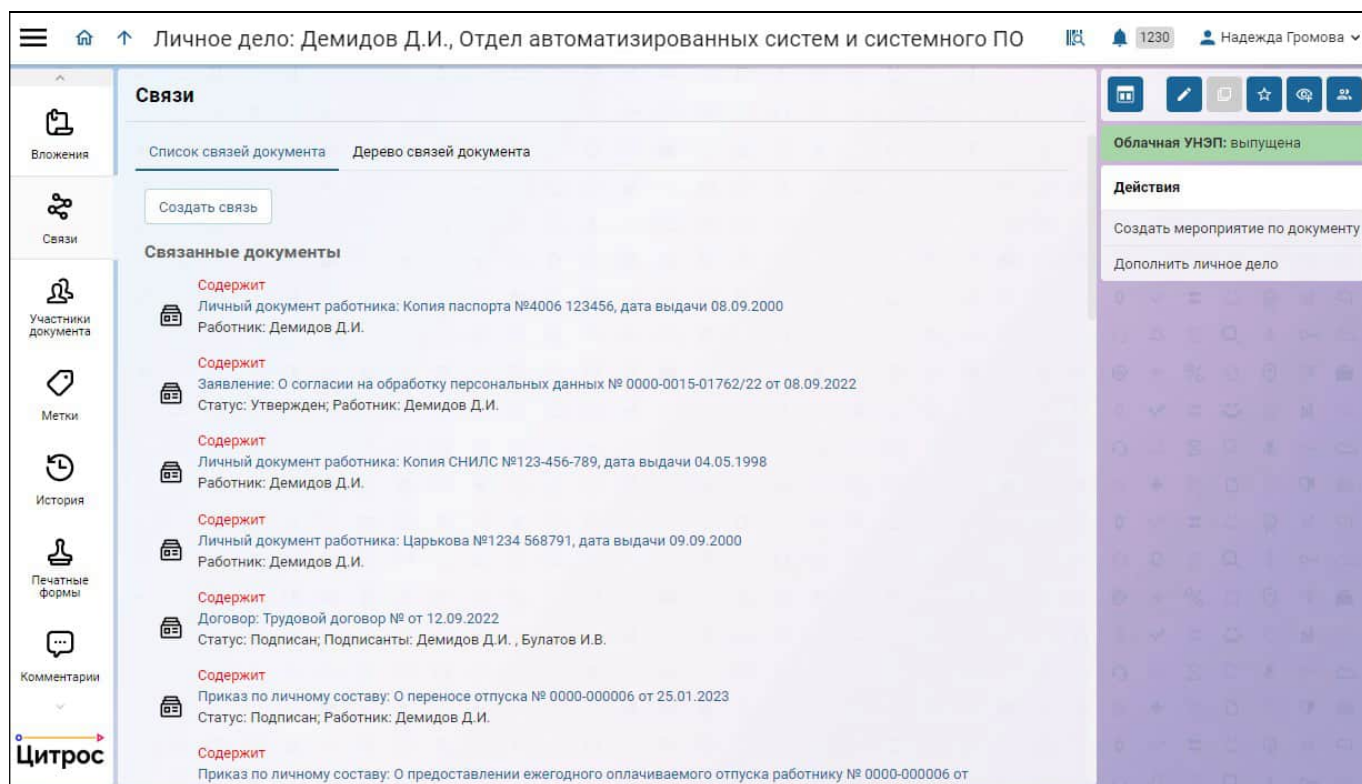 Личное дело: Демидов Д.И., Отдел автоматизированных систем и системного ПО
1230
Надежда Громова
Вложения
Связи
Участники
документа
Метки
История
Печатные
формы
Комментарии
Цитрос
Связи
Список связей документа
Дерево связей документа
Создать связь
Связанные документы
Содержит
Личный документ работника: Копия паспорта №4006 123456, дата выдачи 08.09.2000
Работник: Демидов Д.И.
Содержит
Заявление: О согласии на обработку персональных данных № 0000-0015-01762/22 от 08.09.2022
Статус: Утвержден; Работник: Демидов Д.И.
Содержит
Личный документ работника: Копия СНИЛС №123-456-789, дата выдачи 04.05.1998
Работник: Демидов Д.И.
Содержит
Личный документ работника: Царькова №1234 568791, дата выдачи 09.09.2000
Работник: Демидов Д.И.
Содержит
Договор: Трудовой договор № от 12.09.2022
Статус: Подписан; Подписанты: Демидов Д.И. , Булатов И.В.
Содержит
Приказ по личному составу: О переносе отпуска № 0000-000006 от 25.01.2023
Статус: Подписан; Работник: Демидов Д.И.
Содержит
Приказ по личному составу: О предоставлении ежегодного оплачиваемого отпуска работнику № 0000-000006 от
Облачная УНЭП: выпущена
Действия
Создать мероприятие по документу
Дополнить личное дело